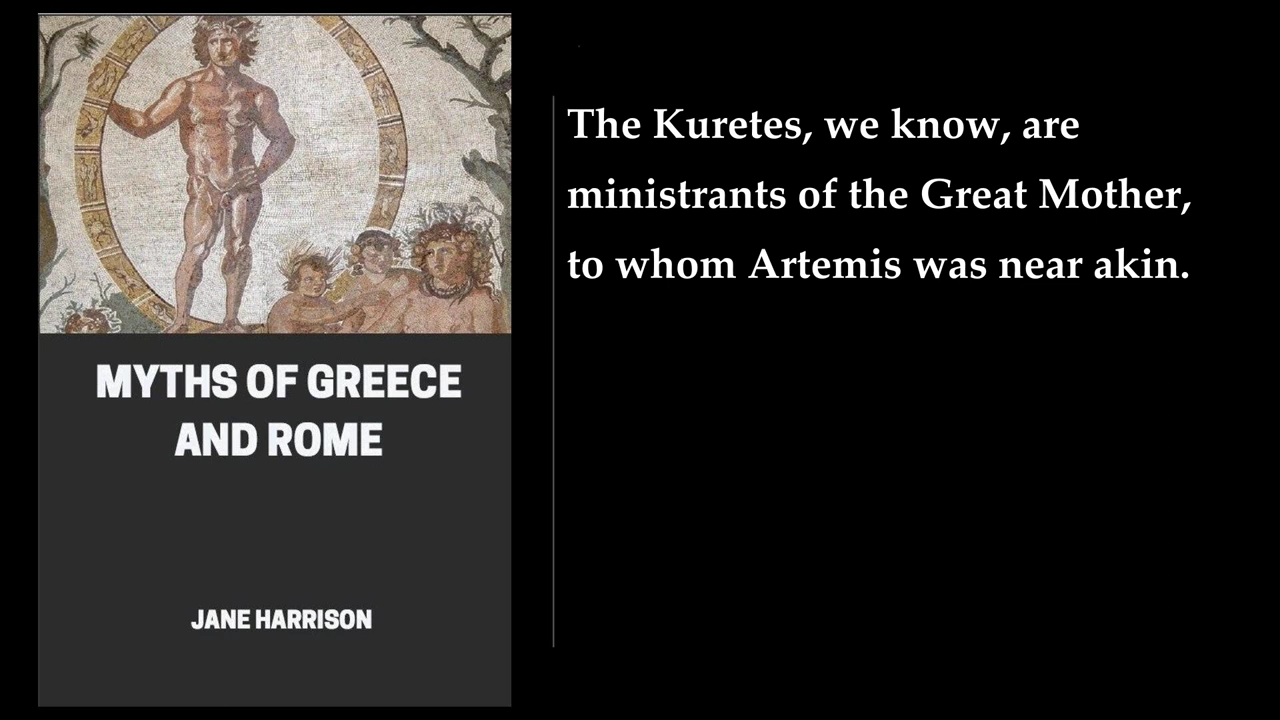 MYTHS OF GREECE
AND ROME
JANE HARRISON
The Kuretes, we know, are
ministrants of the Great Mother,
to whom Artemis was near akin.